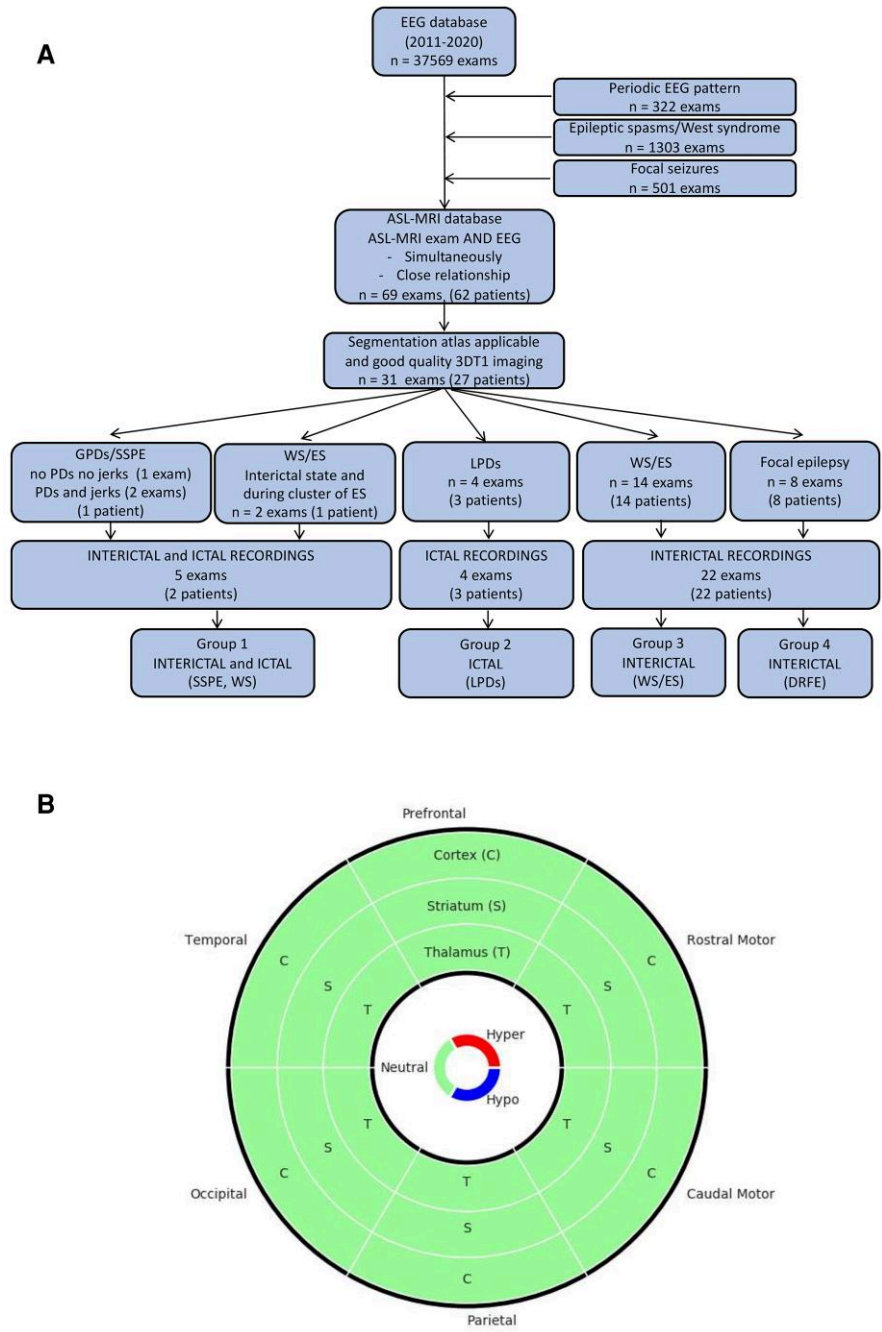 A
EEG database
(2011-2020)
n = 37569 exams
Periodic EEG pattern
n = 322 exams
Epileptic spasms/West syndrome
n = 1303 exams
Focal seizures
n = 501 exams
ASL-MRI database
ASL-MRI exam AND EEG
- Simultaneously
- Close relationship
n = 69 exams (62 patients)
Segmentation atlas applicable
and good quality 3DT1 imaging
n = 31 exams (27 patients)
GPDs/SSPE
no PDs no jerks (1 exam)
PDs and jerks (2 exams)
(1 patient)
WS/ES
Interictal state and
during cluster of ES
n = 2 exams (1 patient)
LPDs
n = 4 exams
(3 patients)
WS/ES
n = 14 exams
(14 patients)
Focal epilepsy
n = 8 exams
(8 patients)
INTERICTAL and ICTAL RECORDINGS
5 exams
(2 patients)
ICTAL RECORDINGS
4 exams
(3 patients)
INTERICTAL RECORDINGS
22 exams
(22 patients)
Group 1
INTERICTAL and ICTAL
(SSPE, WS)
Group 2
ICTAL
(LPDs)
Group 3
INTERICTAL
(WS/ES)
Group 4
INTERICTAL
(DRFE)
B
Prefrontal
Cortex (C)
Striatum (S)
Thalamus (T)
Temporal
C
S
T
Rostral Motor
C
S
T
Hyper
Neutral
Hypo
Occipital
C
S
T
Caudal Motor
C
S
T
T
S
C
Parietal